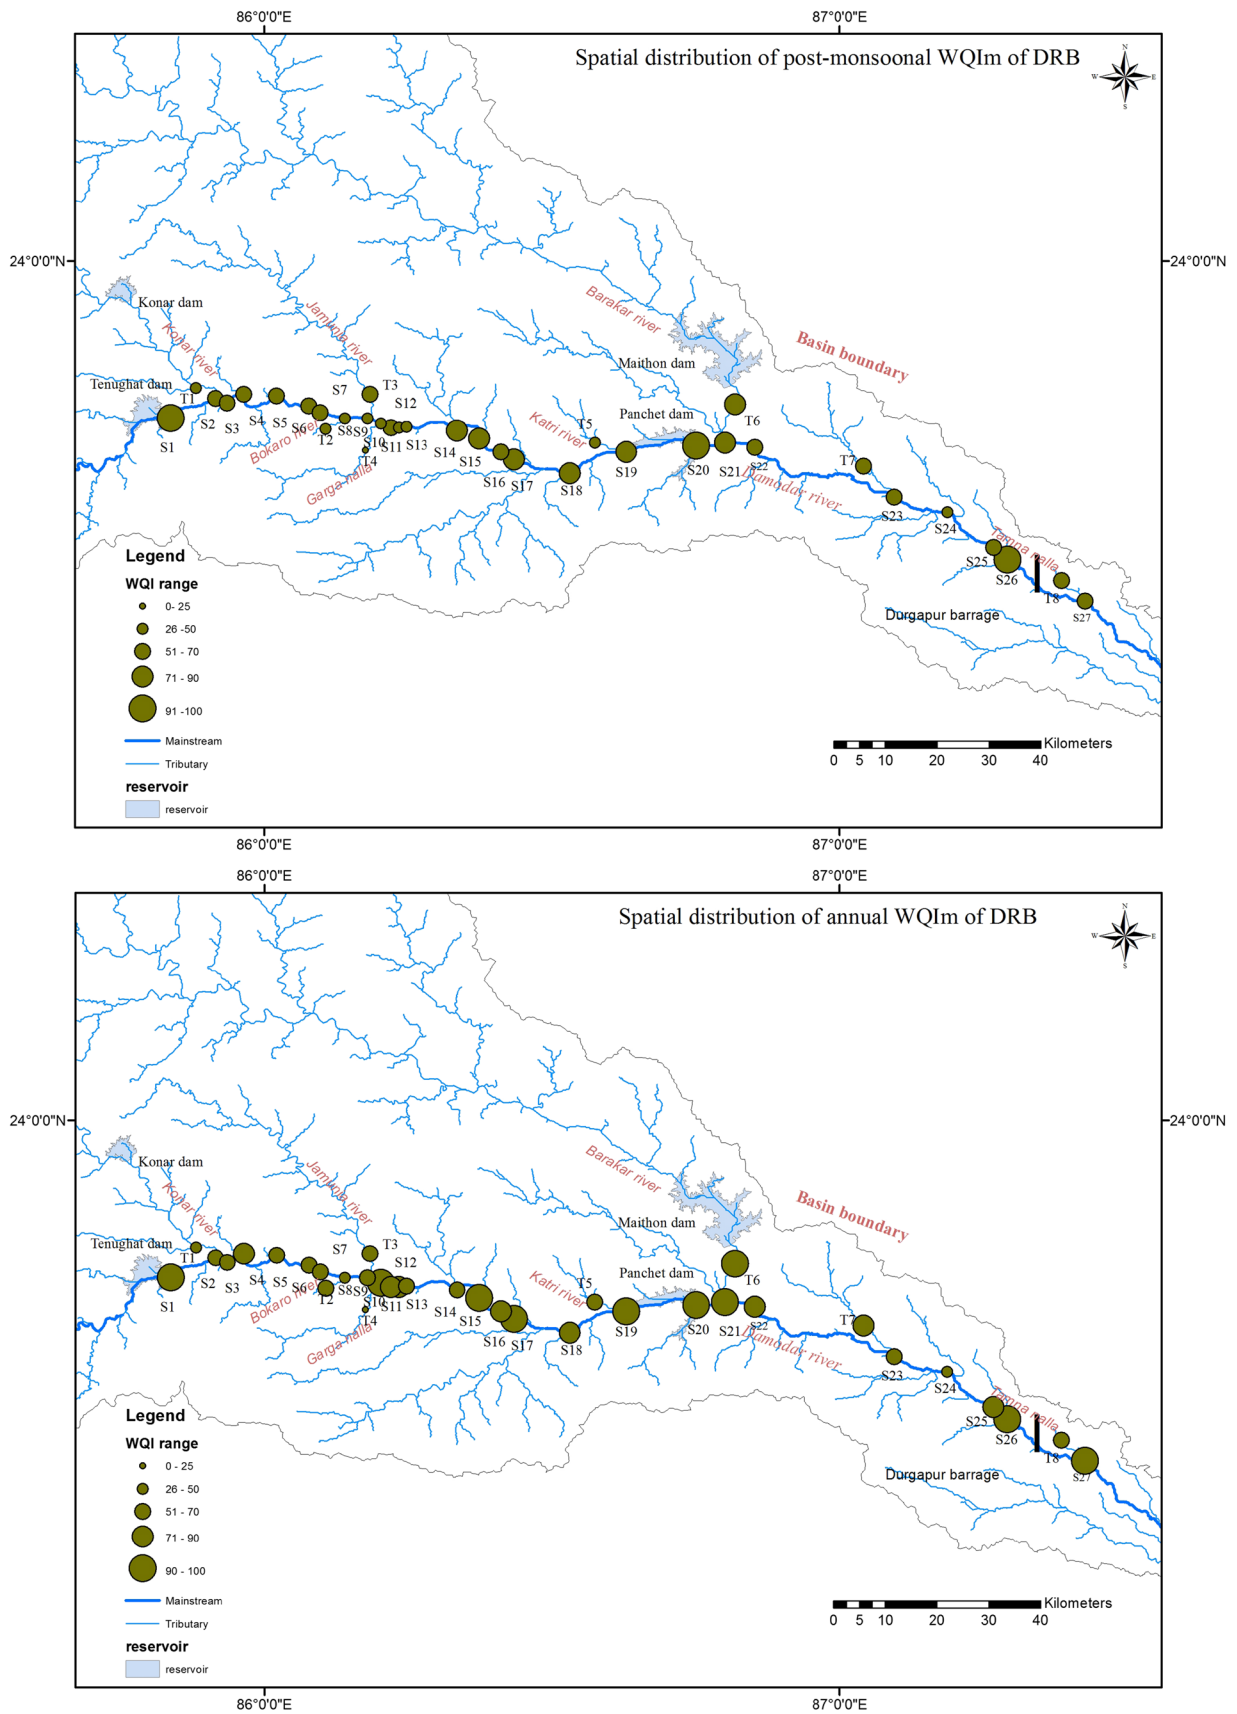 86°0'0"E 87°0'0"E
Spatial distribution of post-monsoonal WQIm of DRB
N
W E
S
24°0'0"N 24°0'0"N
Konar dam
Barakar river
Jamunia river
Konar river
Basin boundary
Maithon dam
Tenughat dam
S7 T3
T1 S12
Panchet dam
T6
S1 S2 S3 S4 S5 S6 T2 S8 S9 S10 S11 S13
Katri river T5
Bokaro river
T4
Garga nalla
S14 S15 S16 S17 S18 S19 S20 S21 S22
Damodar river
T7
S23 S24
Tamna nalla
S25 S26
T8
S27
Durgapur barrage
Legend
WQI range
0- 25
26 -50
51 - 70
71 - 90
91 -100
Mainstream
Tributary
reservoir
reservoir
Kilometers
0 5 10 20 30 40
86°0'0"E 87°0'0"E
86°0'0"E 87°0'0"E
Spatial distribution of annual WQIm of DRB
N
W E
S
24°0'0"N 24°0'0"N
Konar dam
Barakar river
Jamunia river
Konar river
Basin boundary
Maithon dam
Tenughat dam
S7 T3
T1 S12
Panchet dam
T6
S1 S2 S3 S4 S5 S6 T2 S8 S9 S10 S11 S13
Katri river T5
Bokaro river
T4
Garga nalla
S14 S15 S16 S17 S18 S19 S20 S21 S22
Damodar river
T7
S23 S24
Tamna nalla
S25 S26
T8
S27
Durgapur barrage
Legend
WQI range
0 - 25
26 - 50
51 - 70
71 - 90
90 - 100
Mainstream
Tributary
reservoir
reservoir
Kilometers
0 5 10 20 30 40
86°0'0"E 87°0'0"E